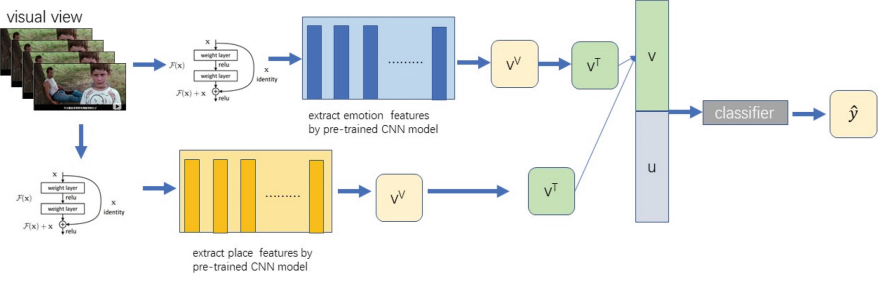 visual view
x
weight layer
F(x)
relu
x
weight layer
identity
F(x) + x
relu
.........
extract emotion features
by pre-trained CNN model
v^V
v^T
v
u
classifier
ŷ
x
weight layer
F(x)
relu
x
weight layer
identity
F(x) + x
relu
.........
extract place features by
pre-trained CNN model
v^V
v^T